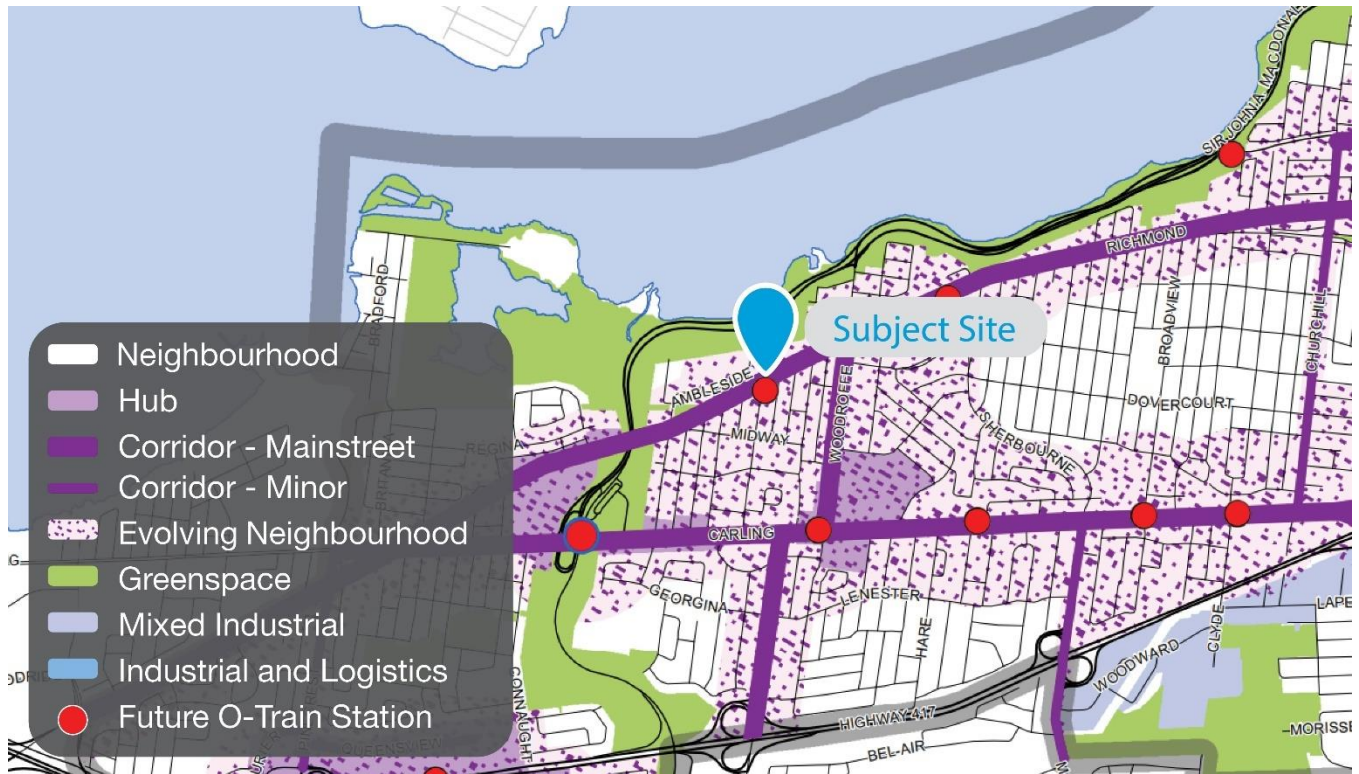 SIR JOHN A. MACDONALD
RICHMOND
BRADFORD
BROADVIEW
CHURCHILL
Subject Site
AMBLESIDE
WOODROFFE
DOVERCOURT
MIDWAY
SHERBOURNE
REGINA
CARLING
GEORGINA
LENESTER
HARE
CLYDE
WOODWARD
CONNAUGHT
HIGHWAY 417
BEL-AIR
QUEENSVIEW
Neighbourhood
Hub
Corridor - Mainstreet
Corridor - Minor
Evolving Neighbourhood
Greenspace
Mixed Industrial
Industrial and Logistics
Future O-Train Station